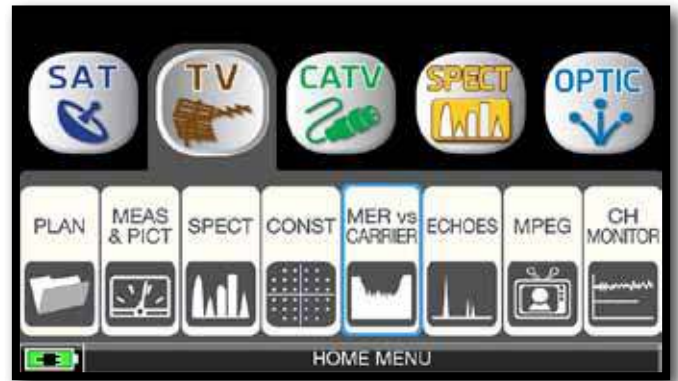 SAT TV CATV SPECT OPTIC
PLAN
MEAS
& PICT
SPECT
CONST
MER vs
CARRIER
ECHOES
MPEG
CH
MONITOR
HOME MENU